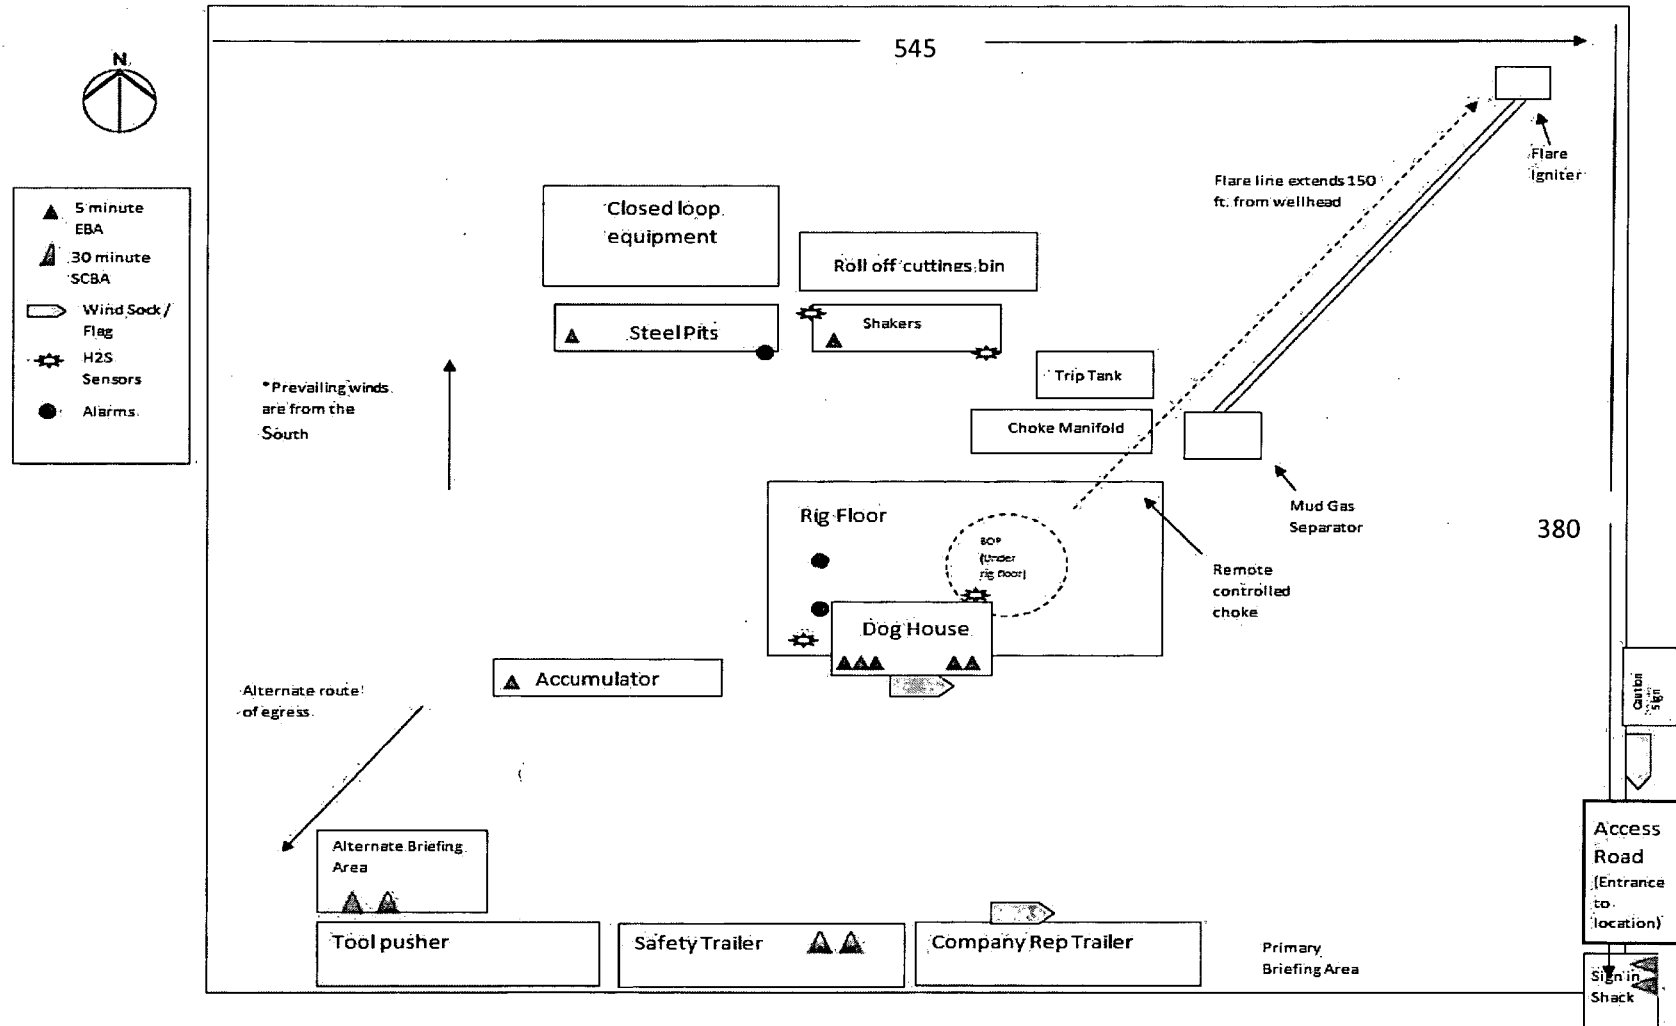 545
N
5 minute
EBA
30 minute
SCBA
Wind Sock /
Flag
H2S
Sensors
Alarms
Flare
Igniter
Flare line extends 150
ft. from wellhead
Closed loop
equipment
Roll off cuttings bin
Steel Pits
Shakers
Trip Tank
Choke Manifold
*Prevailing winds
are from the
South
Mud Gas
Separator
380
Rig Floor
BOP
(Under
rig floor)
Remote
controlled
choke
Dog House
Accumulator
Alternate route
of egress
Caution
Sign
Alternate Briefing
Area
Access
Road
(Entrance
to
location)
Tool pusher
Safety Trailer
Company Rep Trailer
Primary
Briefing Area
Sign in
Shack